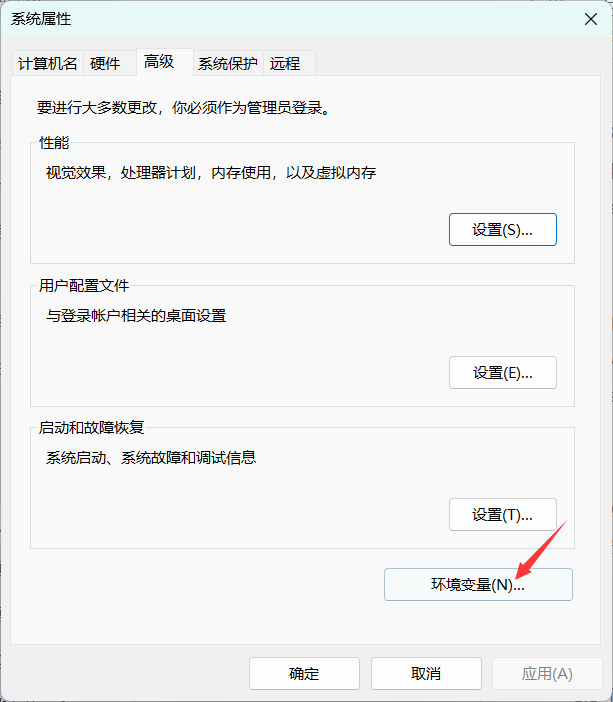 系统属性
计算机名 硬件 高级 系统保护 远程
要进行大多数更改，你必须作为管理员登录。
性能
视觉效果，处理器计划，内存使用，以及虚拟内存
设置(S)...
用户配置文件
与登录帐户相关的桌面设置
设置(E)...
启动和故障恢复
系统启动、系统故障和调试信息
设置(T)...
环境变量(N)...
确定 取消 应用(A)